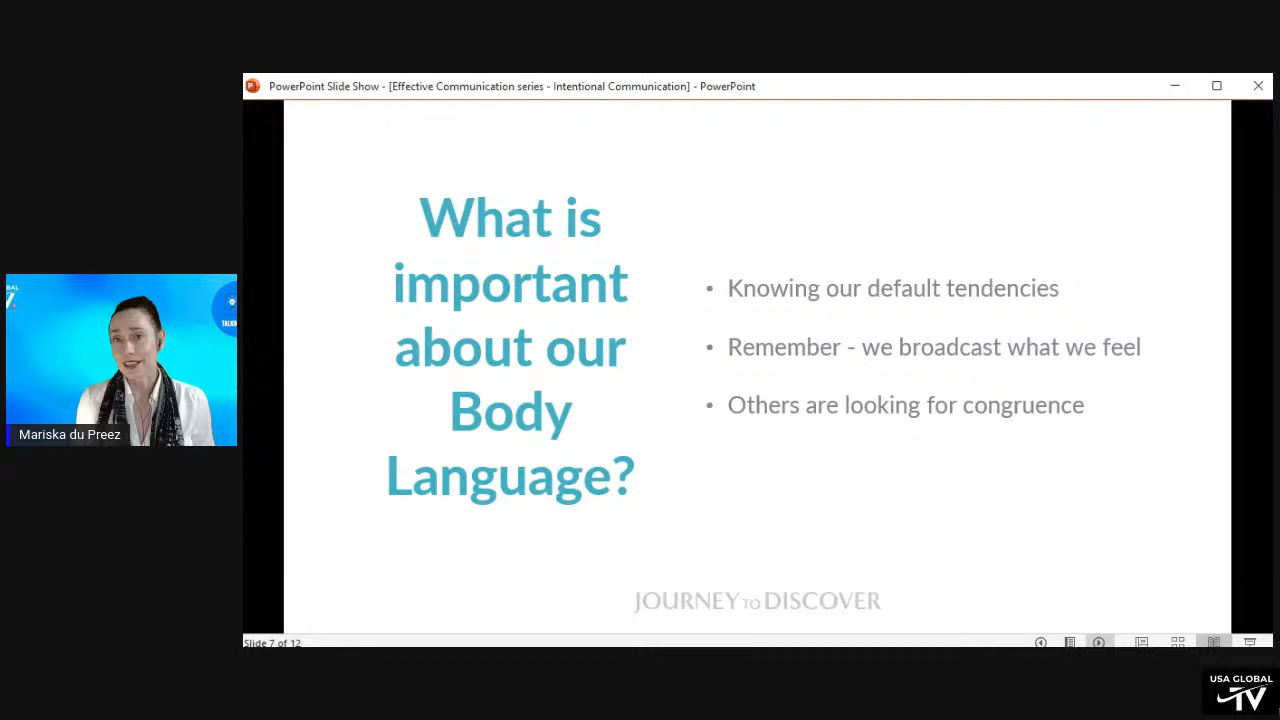 PowerPoint Slide Show - [Effective Communication series - Intentional Communication] - PowerPoint
What is
important
about our
Body
Language?
• Knowing our default tendencies
• Remember - we broadcast what we feel
• Others are looking for congruence
JOURNEY TO DISCOVER
Slide 7 of 12
Mariska du Preez
USA GLOBAL
TV